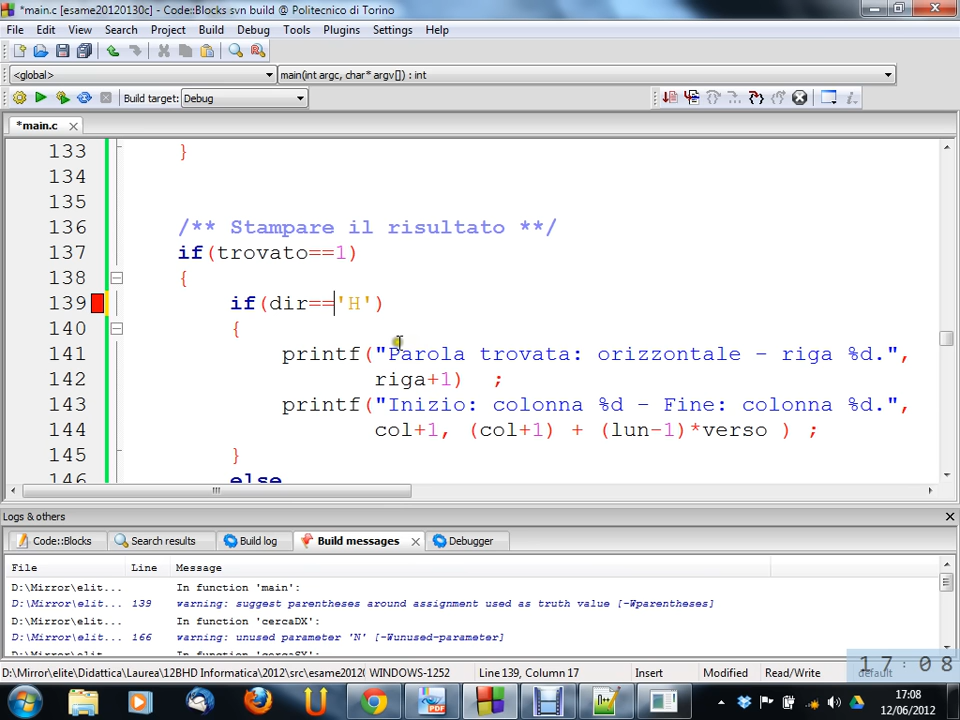 *main.c [esame20120130c] - Code::Blocks svn build @ Politecnico di Torino
File Edit View Search Project Build Debug Tools Plugins Settings Help
<global> main(int argc, char* argv[]) : int
Build target: Debug
*main.c
133 }
134
135
136 /** Stampare il risultato **/
137 if(trovato==1)
138 {
139 if(dir=='H')
140 {
141 printf("Parola trovata: orizzontale - riga %d.",
142 riga+1) ;
143 printf("Inizio: colonna %d - Fine: colonna %d.",
144 col+1, (col+1) + (lun-1)*verso ) ;
145 }
146 else
Logs & others
Code::Blocks Search results Build log Build messages Debugger
File Line Message
D:\Mirror\elit... In function 'main':
D:\Mirror\elit... 139 warning: suggest parentheses around assignment used as truth value [-Wparentheses]
D:\Mirror\elit... In function 'cercaDX':
D:\Mirror\elit... 166 warning: unused parameter 'N' [-Wunused-parameter]
D:\Mirror\elit... In function 'cercaSX':
D:\Mirror\elite\Didattica\Laurea\12BHD Informatica\2012\src\esame2012( WINDOWS-1252 Line 139, Column 17 Insert Modified Read/Write default
17:08
17:08
12/06/2012